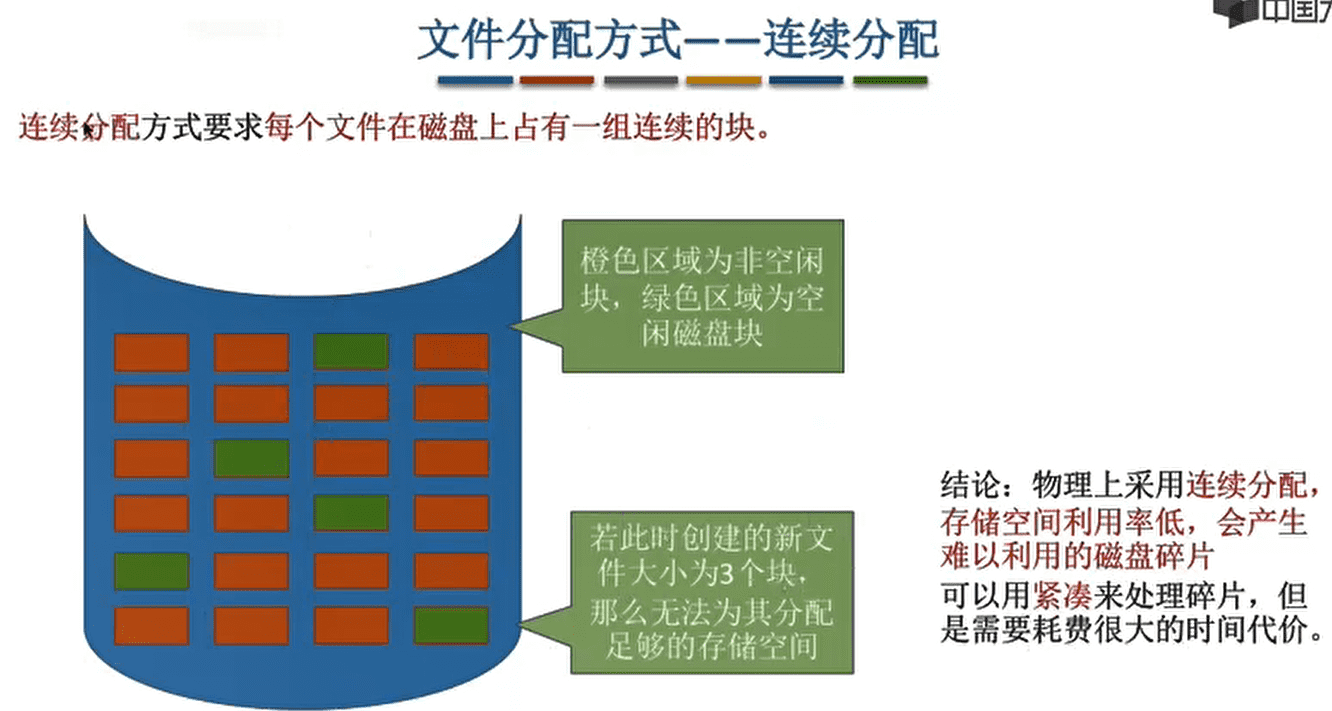 中国
文件分配方式——连续分配
连续分配方式要求每个文件在磁盘上占有一组连续的块。
橙色区域为非空闲
块，绿色区域为空
闲磁盘块
若此时创建的新文
件大小为3个块，
那么无法为其分配
足够的存储空间
结论：物理上采用连续分配，
存储空间利用率低，会产生
难以利用的磁盘碎片
可以用紧凑来处理碎片，但
是需要耗费很大的时间代价。